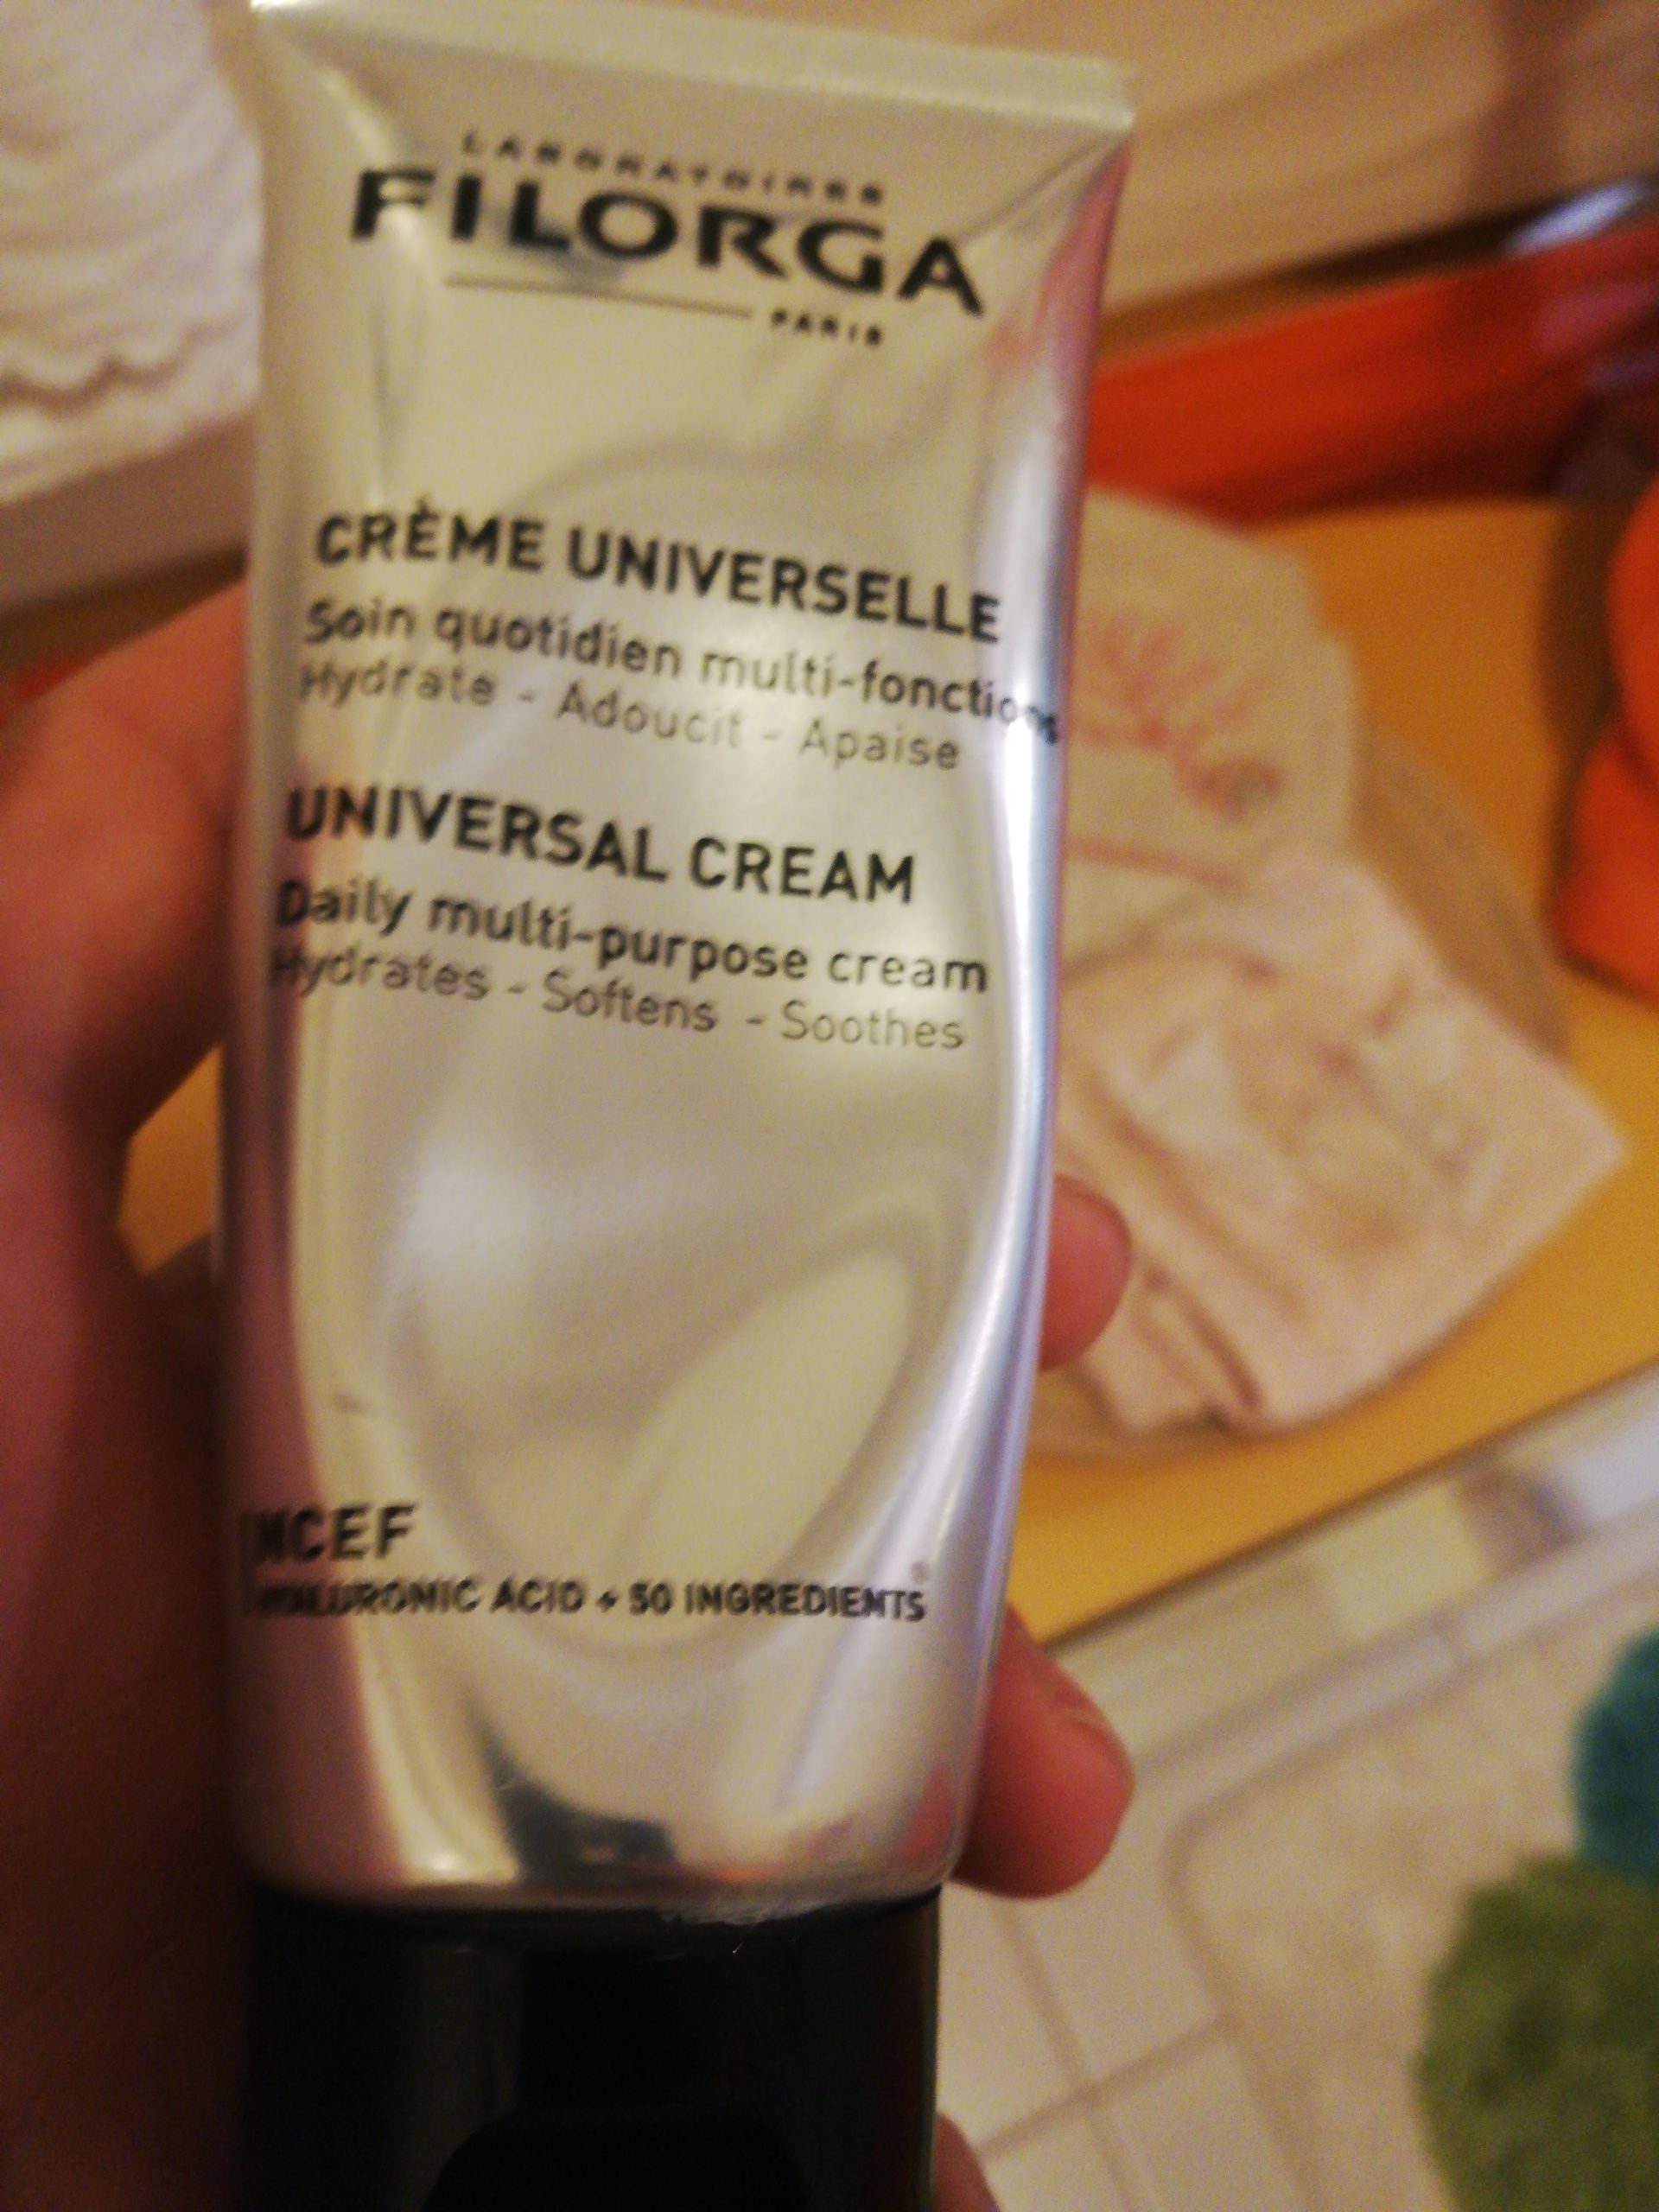 LABORATOIRES
FILORGA
PARIS
CRÈME UNIVERSELLE
Soin quotidien multi-fonctions
Hydrate - Adoucit - Apaise
UNIVERSAL CREAM
Daily multi-purpose cream
Hydrates - Softens - Soothes
NCEF
HYALURONIC ACID + 50 INGREDIENTS